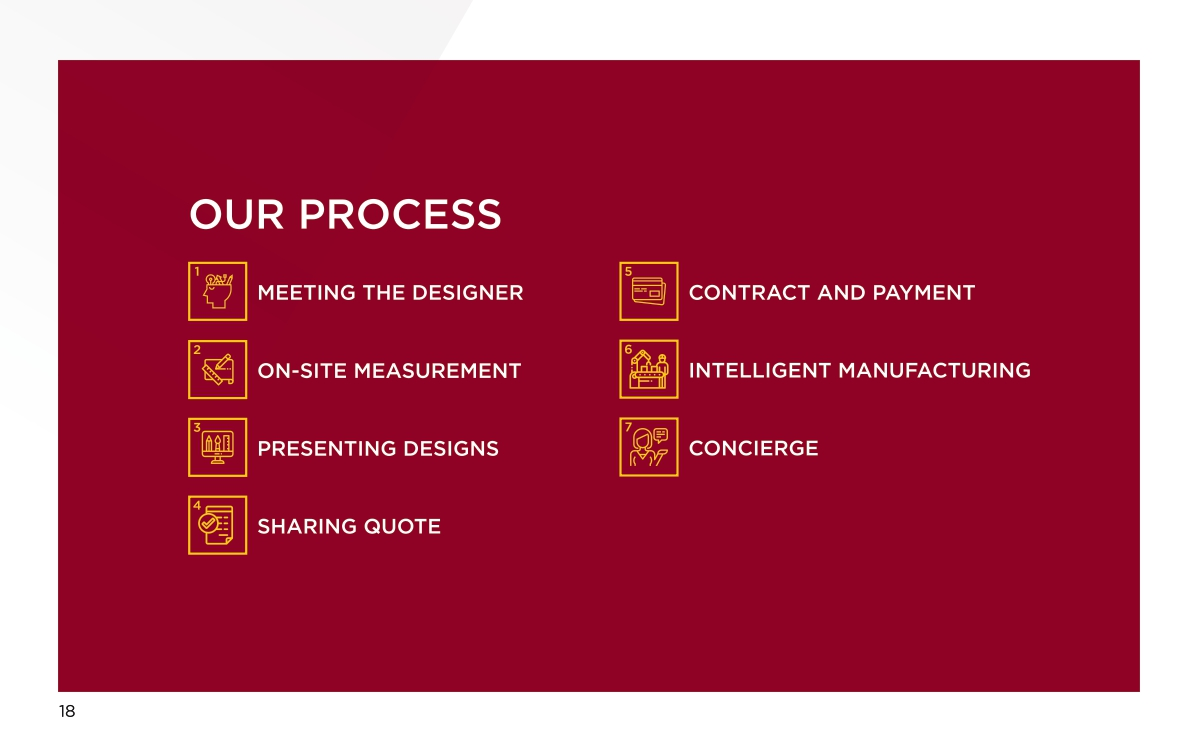 OUR PROCESS
1
MEETING THE DESIGNER
2
ON-SITE MEASUREMENT
3
PRESENTING DESIGNS
4
SHARING QUOTE
5
CONTRACT AND PAYMENT
6
INTELLIGENT MANUFACTURING
7
CONCIERGE
18